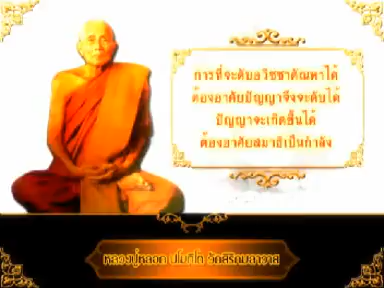 การที่จะดับอวิชชาตัณหาได้
ต้องอาศัยปัญญาจึงจะดับได้
ปัญญาจะเกิดขึ้นได้
ต้องอาศัยสมาธิเป็นกำลัง
หลวงปู่หลอด ปโมทิโต วัดสิริกมลาวาส